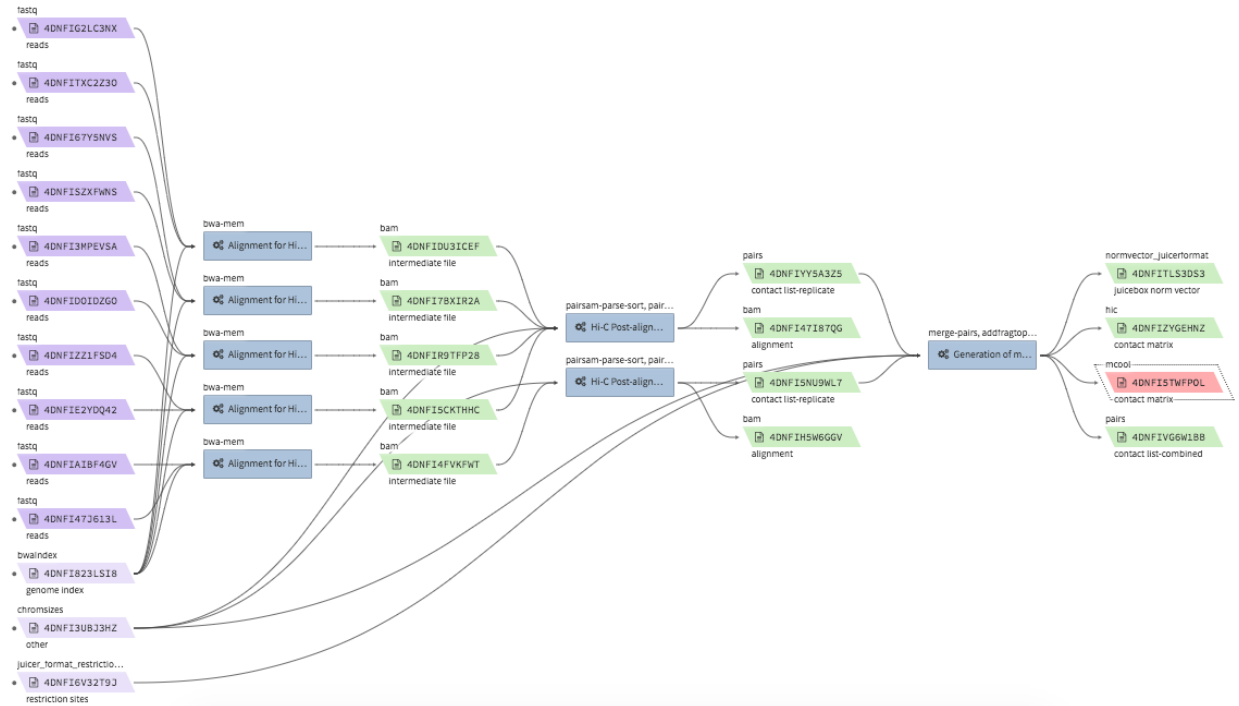 fastq
4DNFIG2LC3NX
reads
fastq
4DNFITXC2Z3O
reads
fastq
4DNFI67Y5NVS
reads
fastq
4DNFISZXFWNS
reads
fastq
4DNFI3MPEVSA
reads
fastq
4DNFIDOIDZGO
reads
fastq
4DNFIZZ1FSD4
reads
fastq
4DNFIE2YDQ42
reads
fastq
4DNFIAIBF4GV
reads
fastq
4DNFI47J613L
reads
bwaIndex
4DNFI823LSI8
genome index
chromsizes
4DNFI3UBJ3HZ
other
juicer_format_restrictio...
4DNFI6V32T9J
restriction sites
bwa-mem
Alignment for Hi...
bwa-mem
Alignment for Hi...
bwa-mem
Alignment for Hi...
bwa-mem
Alignment for Hi...
bwa-mem
Alignment for Hi...
bam
4DNFIDU3ICEF
intermediate file
bam
4DNFI7BXIR2A
intermediate file
bam
4DNFIR9TFP28
intermediate file
bam
4DNFI5CKTHHC
intermediate file
bam
4DNFI4FVKFWT
intermediate file
pairsam-parse-sort, pair...
Hi-C Post-align...
pairsam-parse-sort, pair...
Hi-C Post-align...
pairs
4DNFIYY5A3Z5
contact list-replicate
bam
4DNFI47I87QG
alignment
pairs
4DNFI5NU9WL7
contact list-replicate
bam
4DNFIH5W6GGV
alignment
merge-pairs, addfragtop...
Generation of m...
normvector_juicerformat
4DNFITLS3DS3
juicebox norm vector
hic
4DNFIZYGEHNZ
contact matrix
mcool
4DNFI5TWFPOL
contact matrix
pairs
4DNFIVG6W1BB
contact list-combined